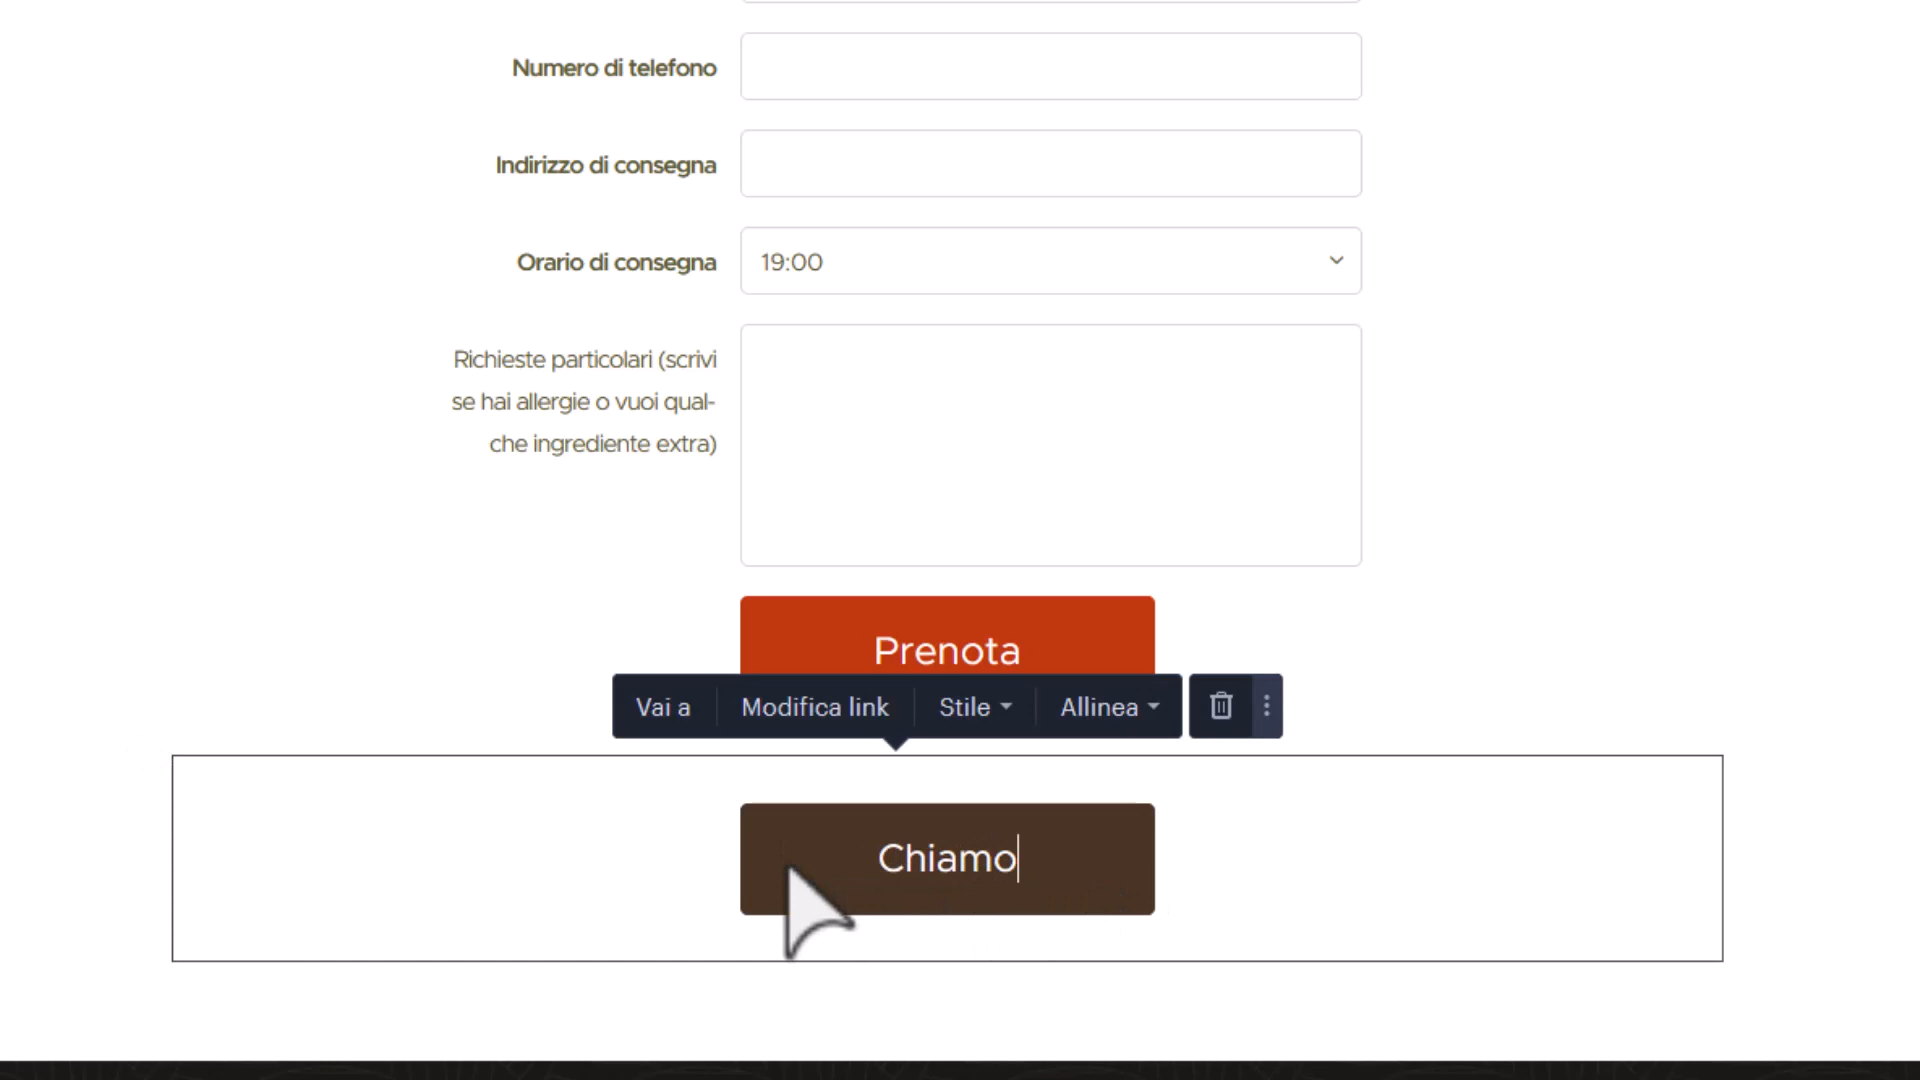 Numero di telefono
Indirizzo di consegna
Orario di consegna
19:00
Richieste particolari (scrivi
se hai allergie o vuoi qual-
che ingrediente extra)
Prenota
Vai a
Modifica link
Stile
Allinea
Chiamo